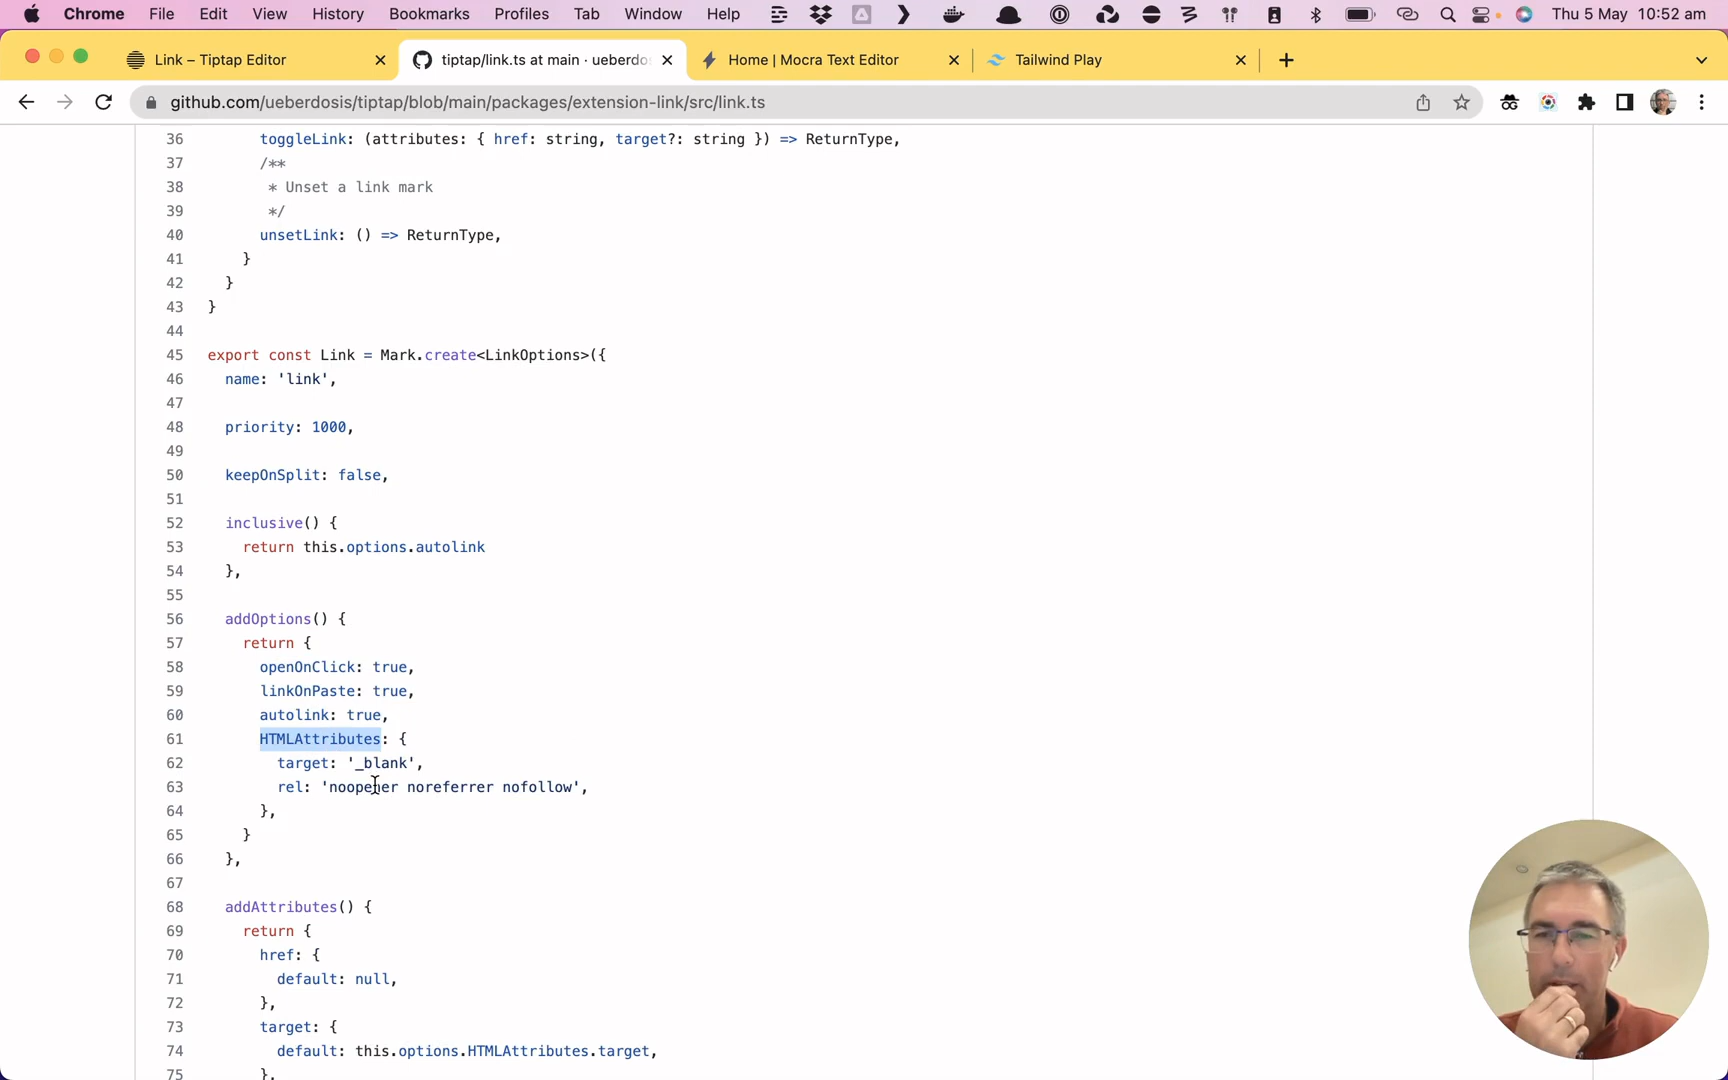 Chrome File Edit View History Bookmarks Profiles Tab Window Help Thu 5 May 10:52 am
Link – Tiptap Editor tiptap/link.ts at main · ueberdos Home | Mocra Text Editor Tailwind Play
github.com/ueberdosis/tiptap/blob/main/packages/extension-link/src/link.ts
36 toggleLink: (attributes: { href: string, target?: string }) => ReturnType,
37 /**
38 * Unset a link mark
39 */
40 unsetLink: () => ReturnType,
41 }
42 }
43 }
44
45 export const Link = Mark.create<LinkOptions>({
46 name: 'link',
47
48 priority: 1000,
49
50 keepOnSplit: false,
51
52 inclusive() {
53 return this.options.autolink
54 },
55
56 addOptions() {
57 return {
58 openOnClick: true,
59 linkOnPaste: true,
60 autolink: true,
61 HTMLAttributes: {
62 target: '_blank',
63 rel: 'noopener noreferrer nofollow',
64 },
65 }
66 },
67
68 addAttributes() {
69 return {
70 href: {
71 default: null,
72 },
73 target: {
74 default: this.options.HTMLAttributes.target,
75 },